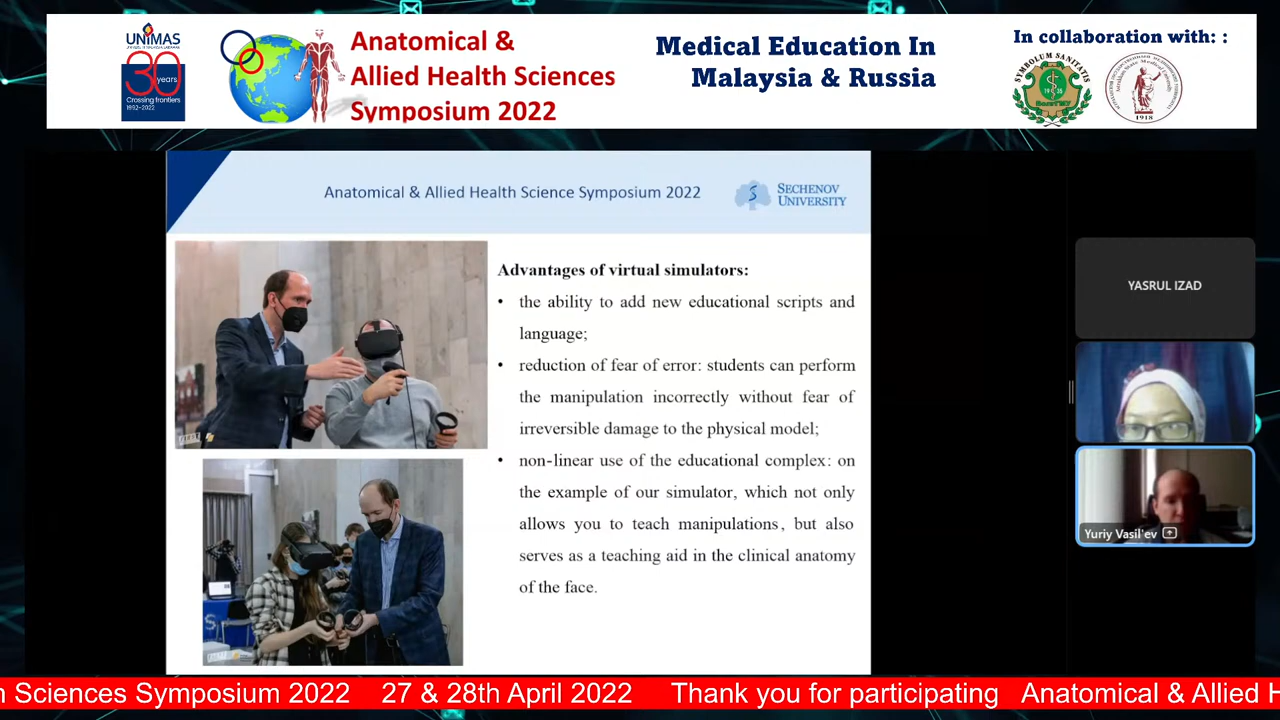 UNIMAS
30
years
Crossing frontiers
1992-2022
Anatomical &
Allied Health Sciences
Symposium 2022
Medical Education In
Malaysia & Russia
In collaboration with: :
SYMBOLUM SANITATIS
1918
Anatomical & Allied Health Science Symposium 2022
SECHENOV
UNIVERSITY
Advantages of virtual simulators:
• the ability to add new educational scripts and
language;
• reduction of fear of error: students can perform
the manipulation incorrectly without fear of
irreversible damage to the physical model;
• non-linear use of the educational complex: on
the example of our simulator, which not only
allows you to teach manipulations, but also
serves as a teaching aid in the clinical anatomy
of the face.
YASRUL IZAD
Yuriy Vasil'ev
h Sciences Symposium 2022 27 & 28th April 2022 Thank you for participating Anatomical & Allied H